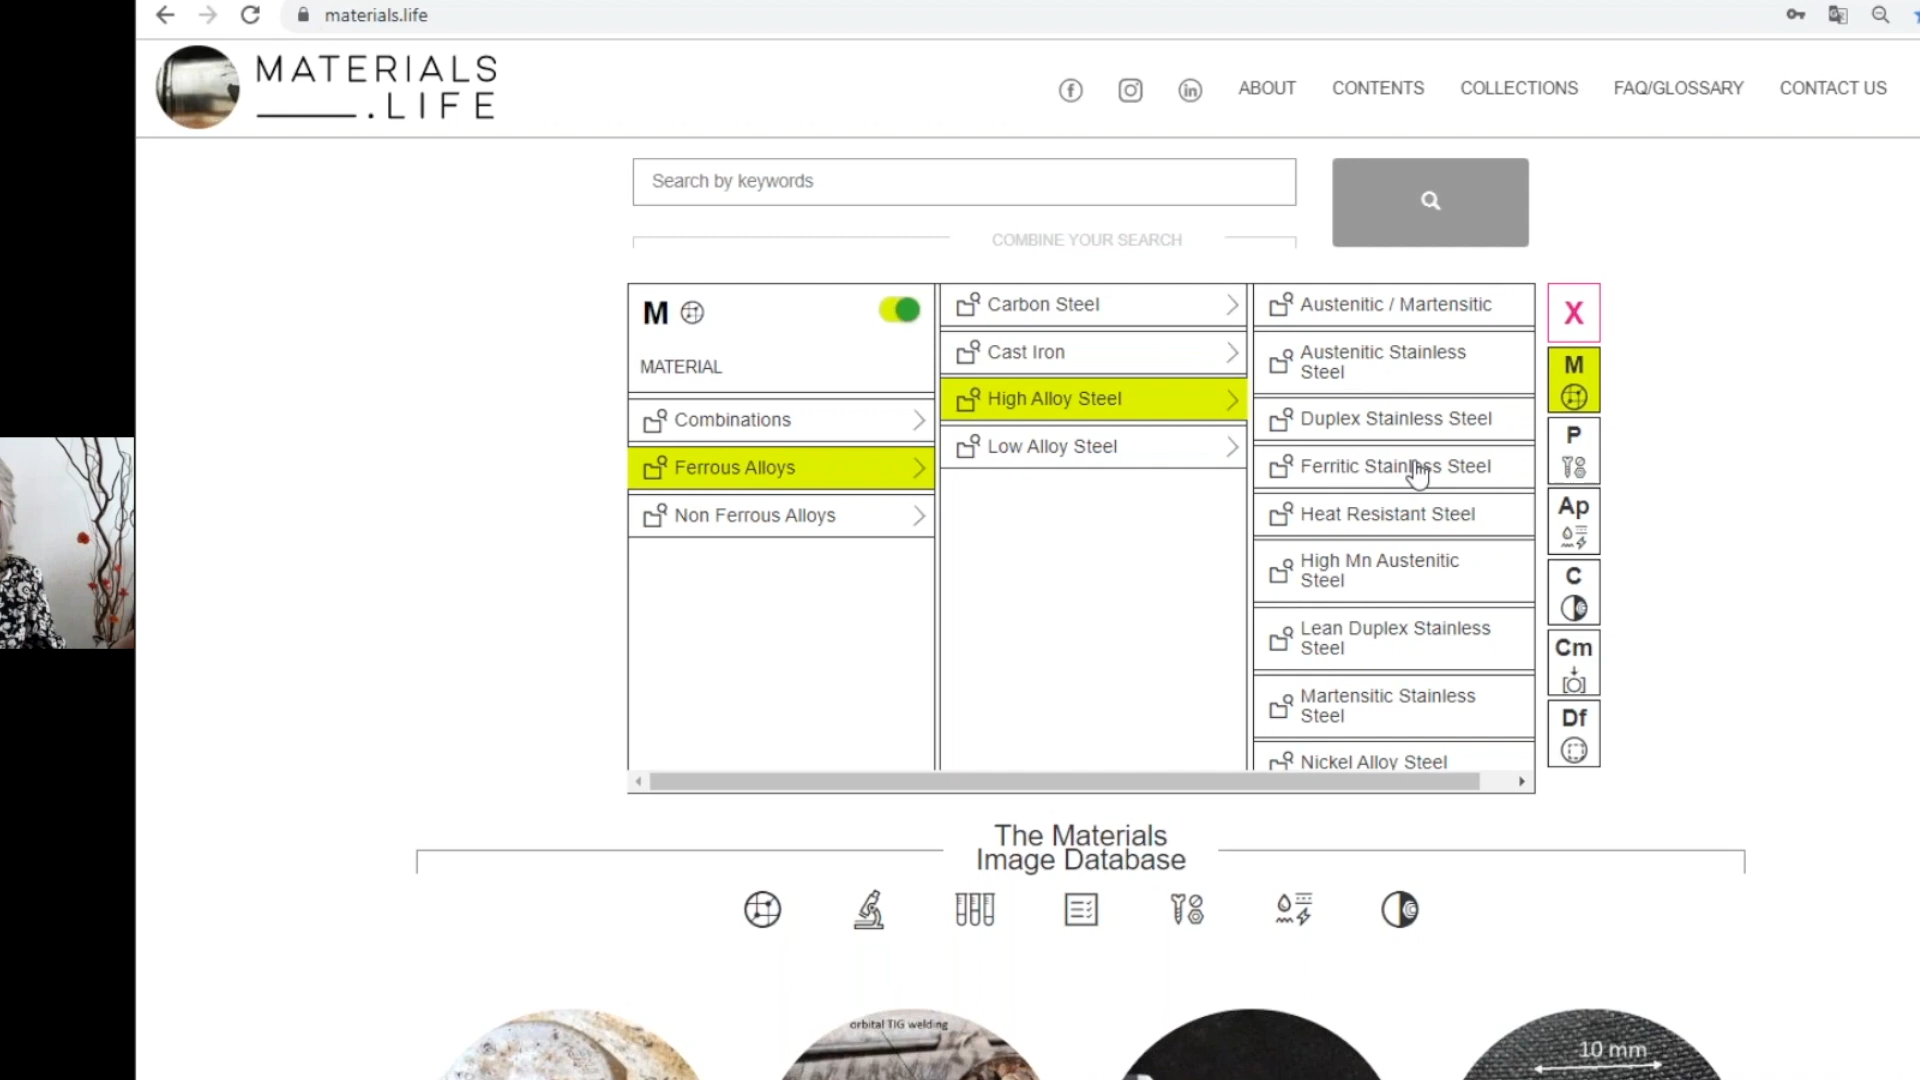 materials.life
MATERIALS
.LIFE
ABOUT
CONTENTS
COLLECTIONS
FAQ/GLOSSARY
CONTACT US
Search by keywords
COMBINE YOUR SEARCH
M
MATERIAL
Combinations
Ferrous Alloys
Non Ferrous Alloys
Carbon Steel
Cast Iron
High Alloy Steel
Low Alloy Steel
Austenitic / Martensitic
Austenitic Stainless
Steel
Duplex Stainless Steel
Ferritic Stainless Steel
Heat Resistant Steel
High Mn Austenitic
Steel
Lean Duplex Stainless
Steel
Martensitic Stainless
Steel
Nickel Alloy Steel
X
M
P
Ap
C
Cm
Df
The Materials
Image Database
orbital TIG welding
10 mm